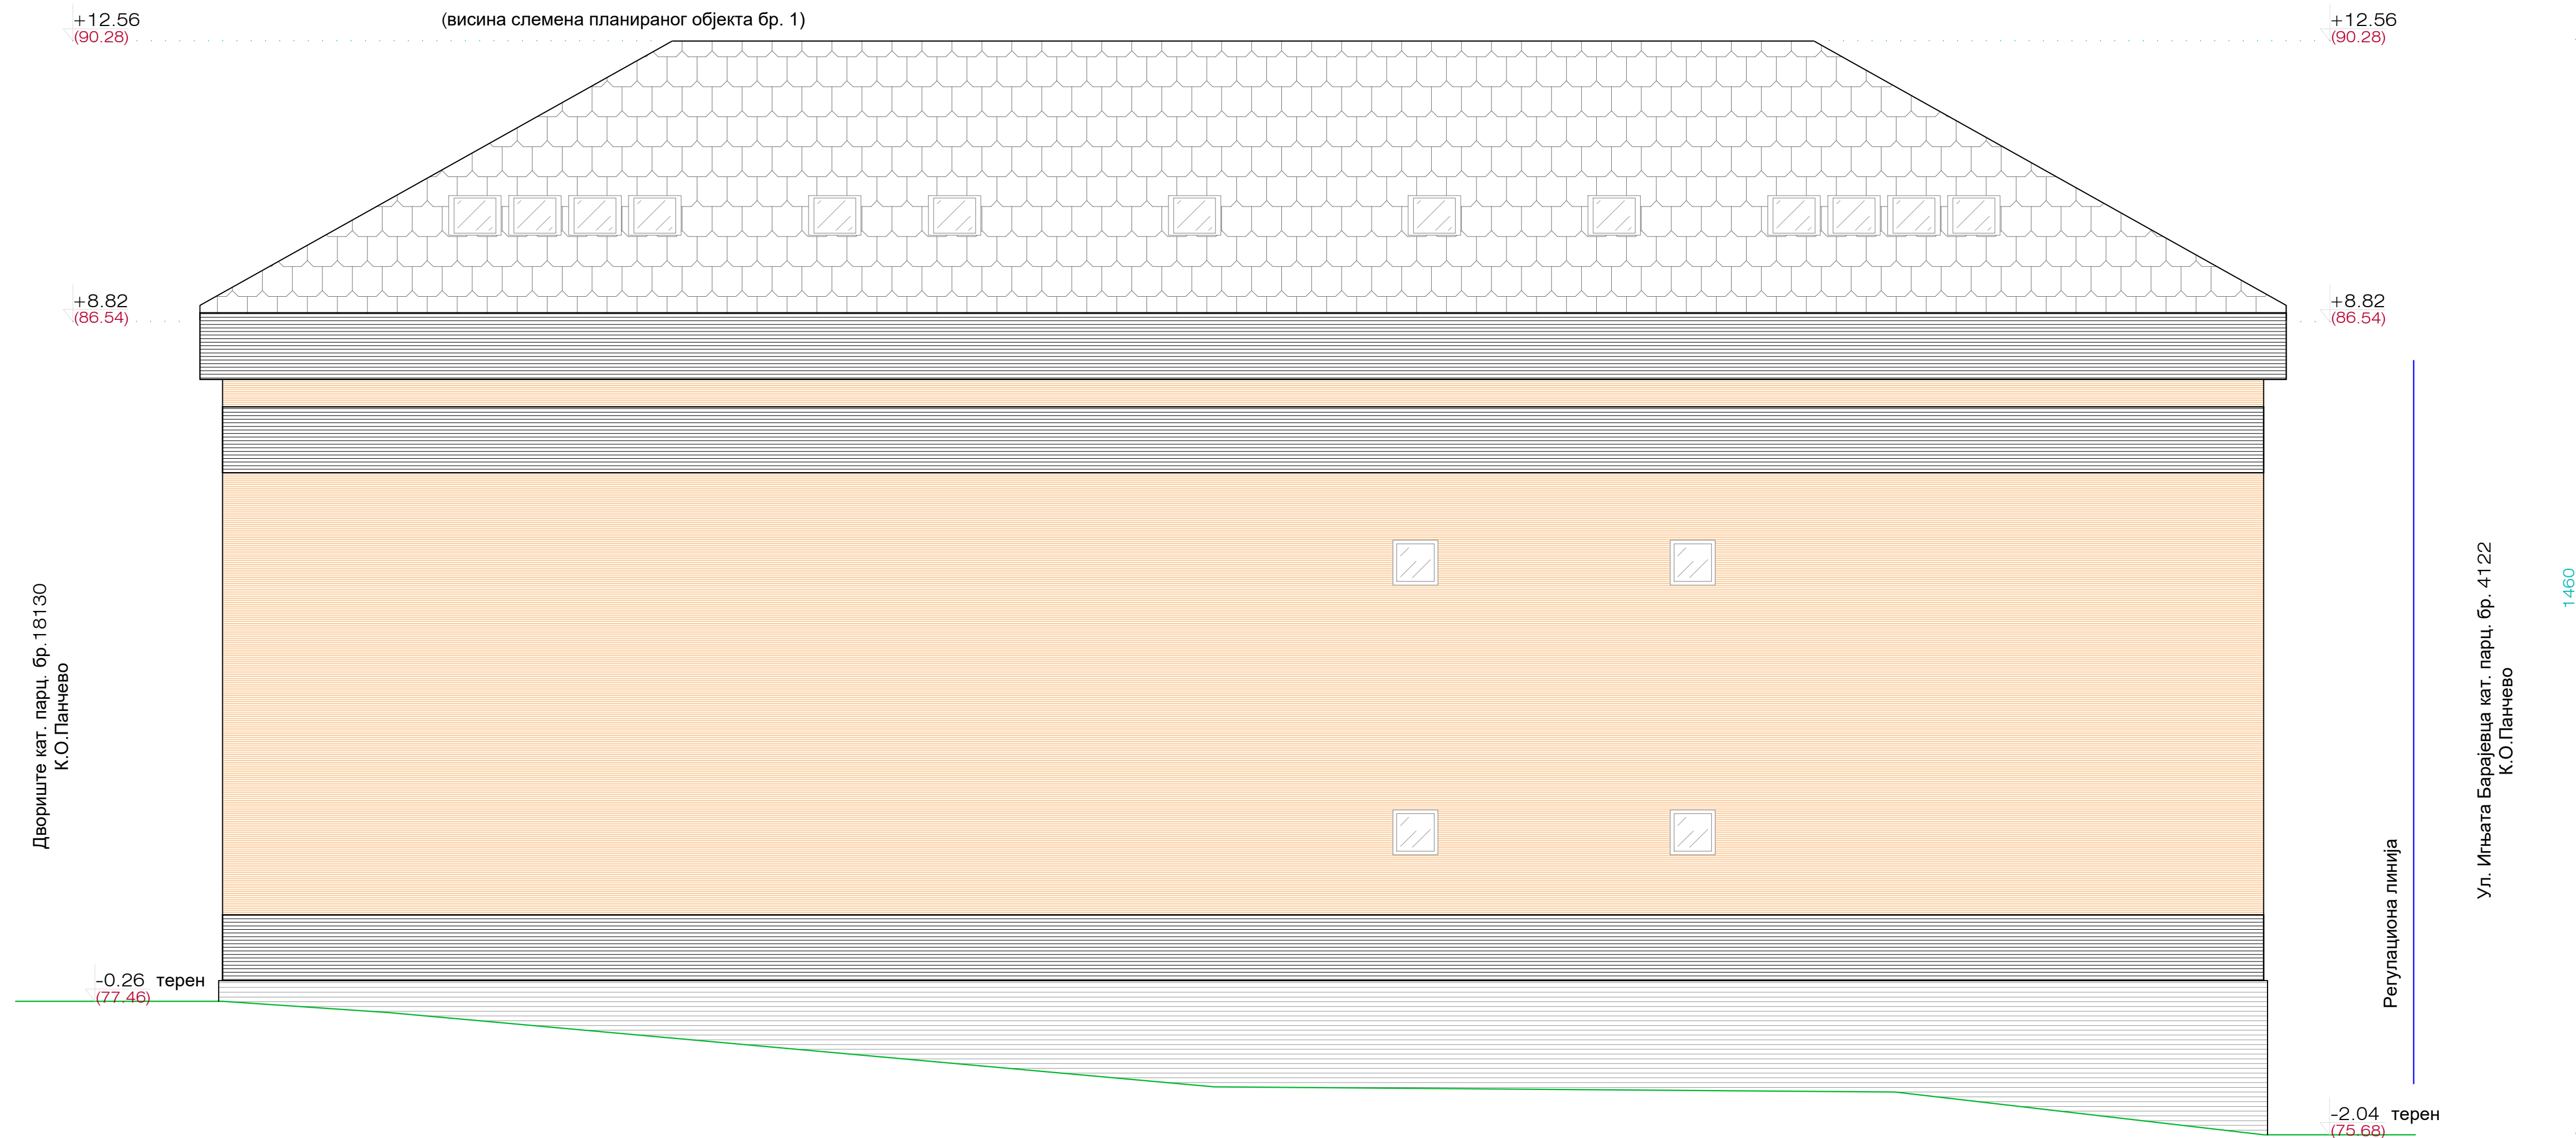 +12.56
(90.28)
(висина слемена планираног објекта бр. 1)
+12.56
(90.28)
+8.82
(86.54)
+8.82
(86.54)
Двориште кат. парц. бр.18130
К.О.Панчево
Регулациона линија
Ул. Игњата Барајевца кат. парц. бр. 4122
К.О.Панчево
1460
-0.26 терен
(77.46)
-2.04 терен
(75.68)